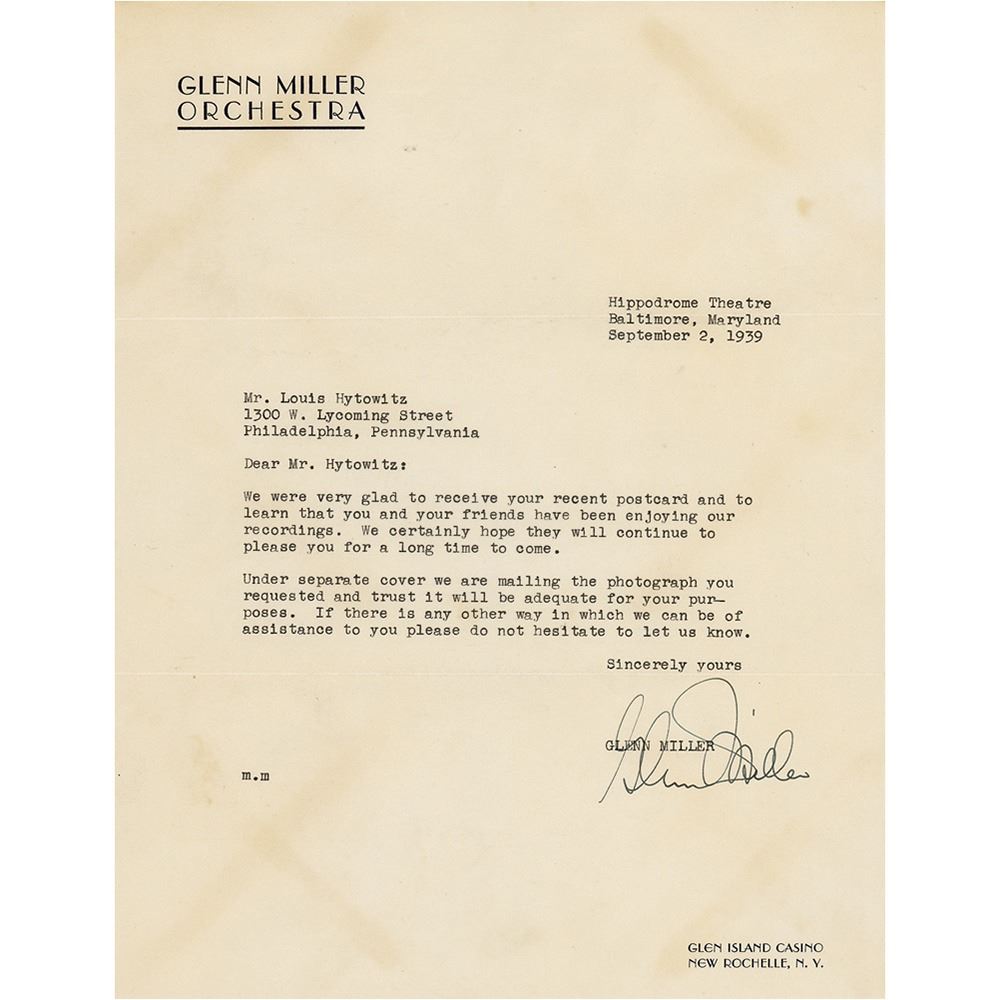 GLENN MILLER
ORCHESTRA
Hippodrome Theatre
Baltimore, Maryland
September 2, 1939
Mr. Louis Hytowitz
1300 W. Lycoming Street
Philadelphia, Pennsylvania
Dear Mr. Hytowitz:
We were very glad to receive your recent postcard and to
learn that you and your friends have been enjoying our
recordings. We certainly hope they will continue to
please you for a long time to come.
Under separate cover we are mailing the photograph you
requested and trust it will be adequate for your pur-
poses. If there is any other way in which we can be of
assistance to you please do not hesitate to let us know.
Sincerely yours
GLENN MILLER
Glenn Miller
m.m
GLEN ISLAND CASINO
NEW ROCHELLE, N. Y.